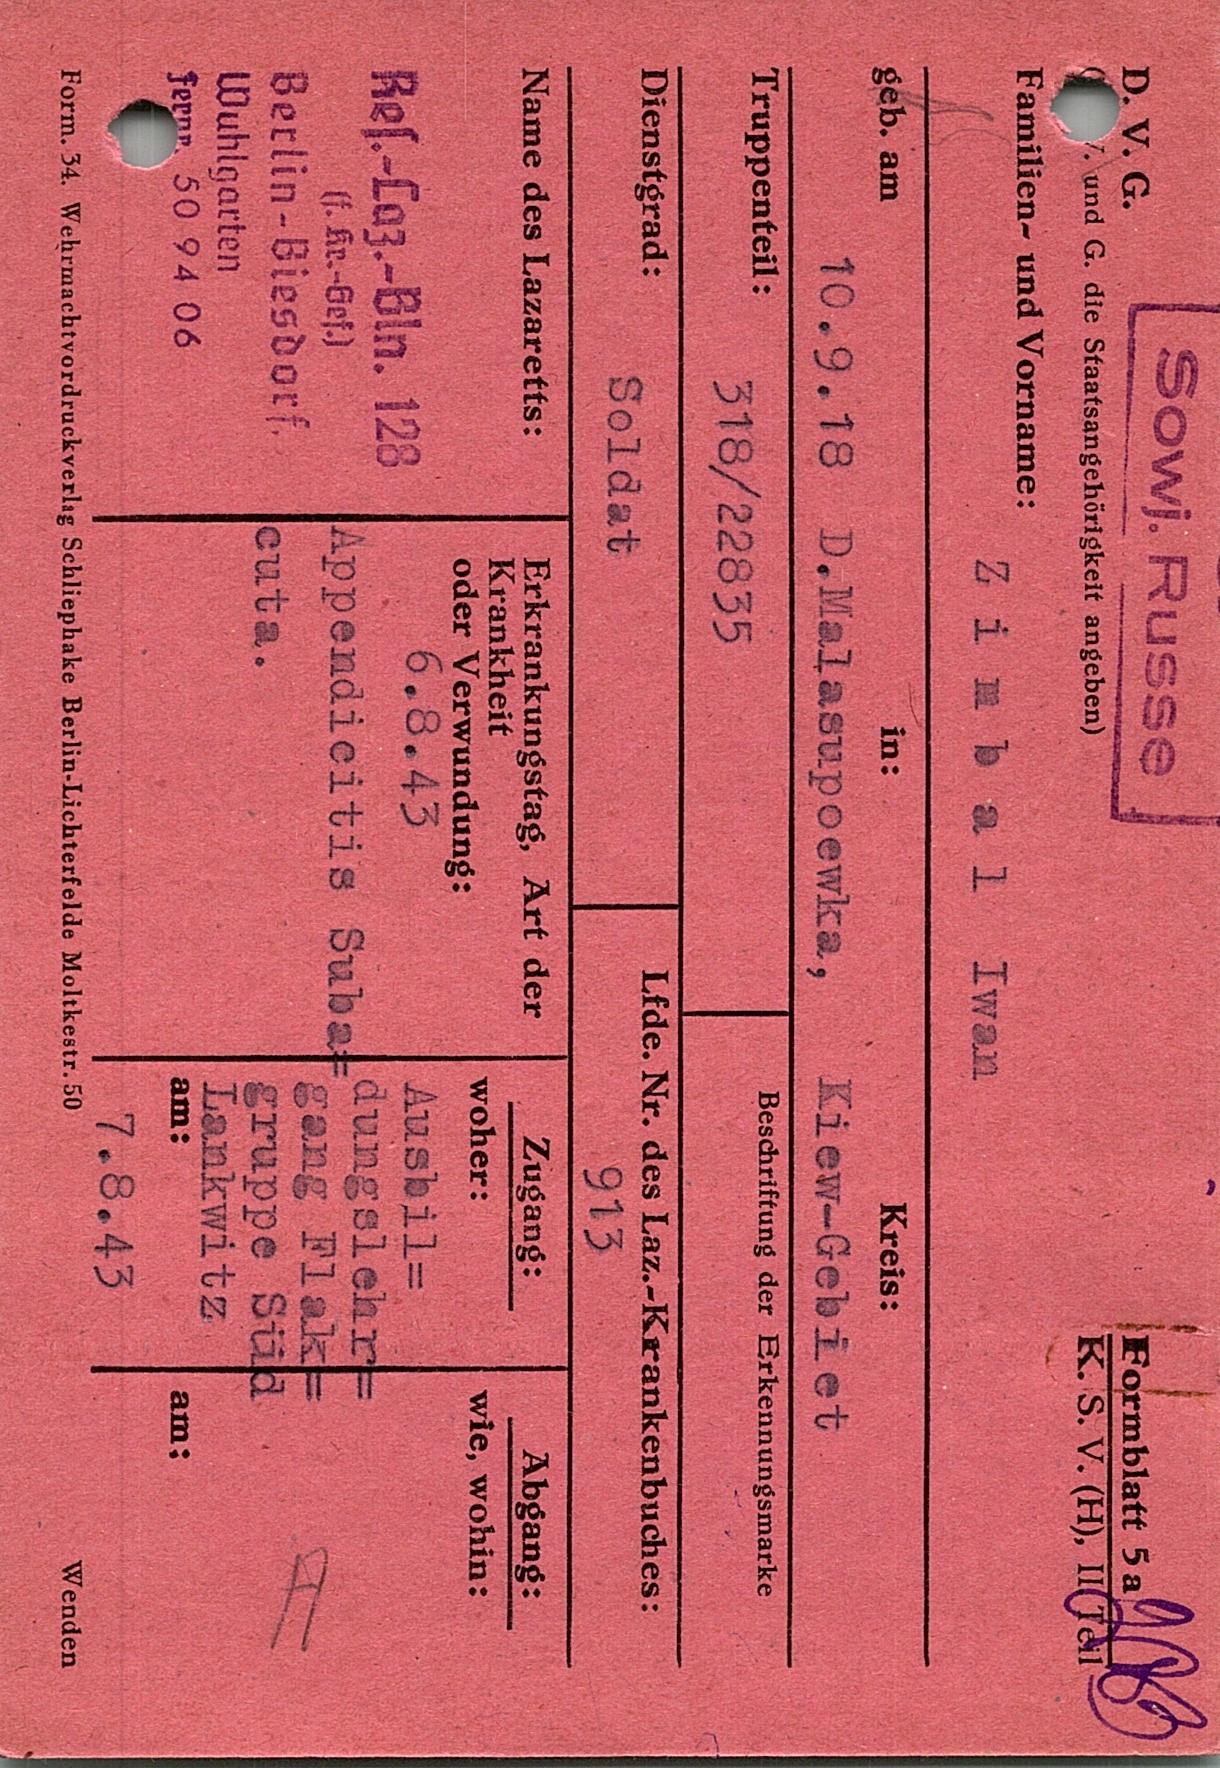 Sowj. Russe
D. V. G.
V. und G. die Staatsangehörigkeit angeben)
Formblatt 5 a
K. S. V. (H), II Teil
Familien- und Vorname:
Zimbal Iwan
geb. am
in:
Kreis:
10.9.18 D.Malasupoewka, Kiew-Gebiet
Truppenteil:
318/22835
Beschriftung der Erkennungsmarke
Dienstgrad:
Soldat
Lfde. Nr. des Laz.-Krankenbuches:
913
Name des Lazaretts:
Ref.-Laz.-Bln. 128
(f. Kr.-Gef.)
Berlin-Biesdorf.
Wuhlgarten
Fernr. 50 94 06
Erkrankungstag, Art der
Krankheit
oder Verwundung:
6.8.43
Appendicitis Suba=
cuta.
Zugang:
woher:
Ausbil=
dungslehr=
gang Flak=
gruppe Süd
Lankwitz
am:
7.8.43
Abgang:
wie, wohin:
am:
Form. 34. Wehrmachtvordruckverlag Schliephake Berlin-Lichterfelde Moltkestr. 50
Wenden